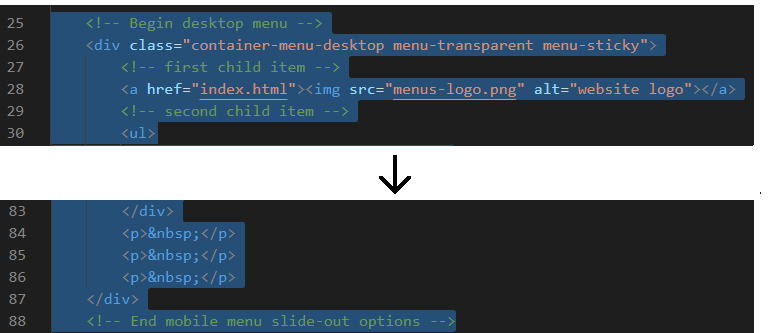 25 <!-- Begin desktop menu -->
26 <div class="container-menu-desktop menu-transparent menu-sticky">
27 <!-- first child item -->
28 <a href="index.html"><img src="menus-logo.png" alt="website logo"></a>
29 <!-- second child item -->
30 <ul>
83 </div>
84 <p>&nbsp;</p>
85 <p>&nbsp;</p>
86 <p>&nbsp;</p>
87 </div>
88 <!-- End mobile menu slide-out options -->